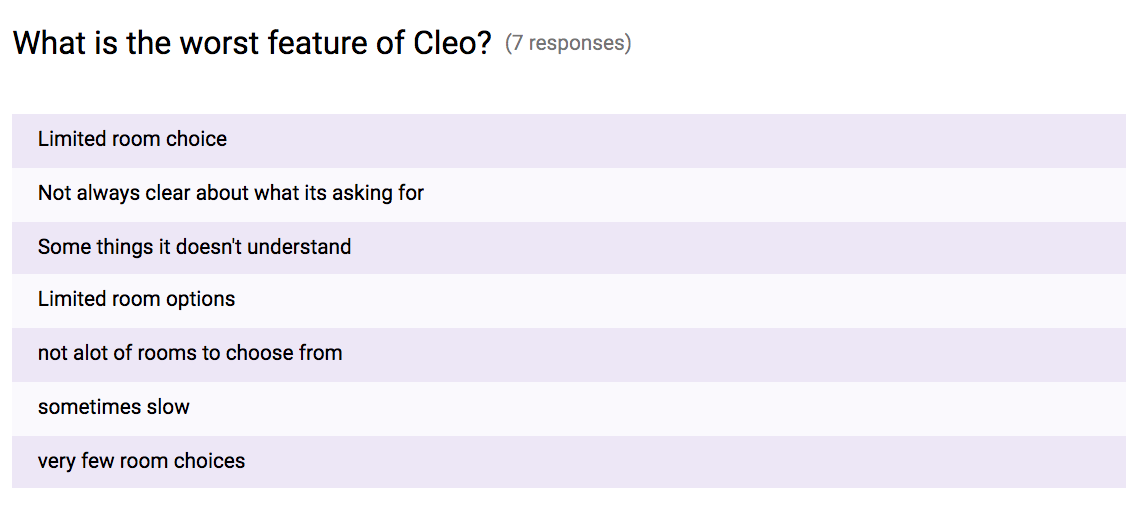 What is the worst feature of Cleo? (7 responses)
Limited room choice
Not always clear about what its asking for
Some things it doesn't understand
Limited room options
not alot of rooms to choose from
sometimes slow
very few room choices